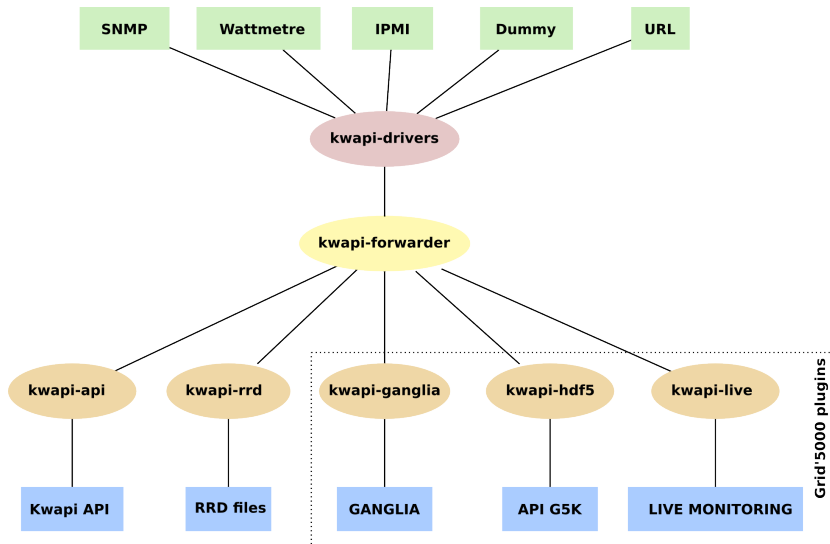 SNMP
Wattmetre
IPMI
Dummy
URL
kwapi-drivers
kwapi-forwarder
kwapi-api
kwapi-rrd
kwapi-ganglia
kwapi-hdf5
kwapi-live
Grid'5000 plugins
Kwapi API
RRD files
GANGLIA
API G5K
LIVE MONITORING